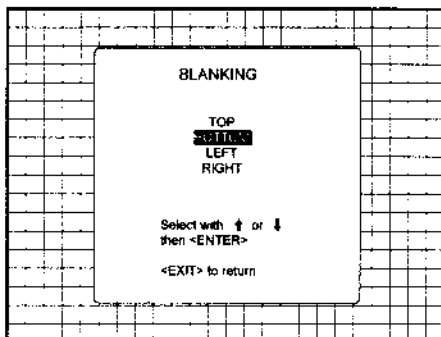 BLANKING
TOP
BOTTOM
LEFT
RIGHT
Select with ↑ or ↓
then <ENTER>
<EXIT> to return